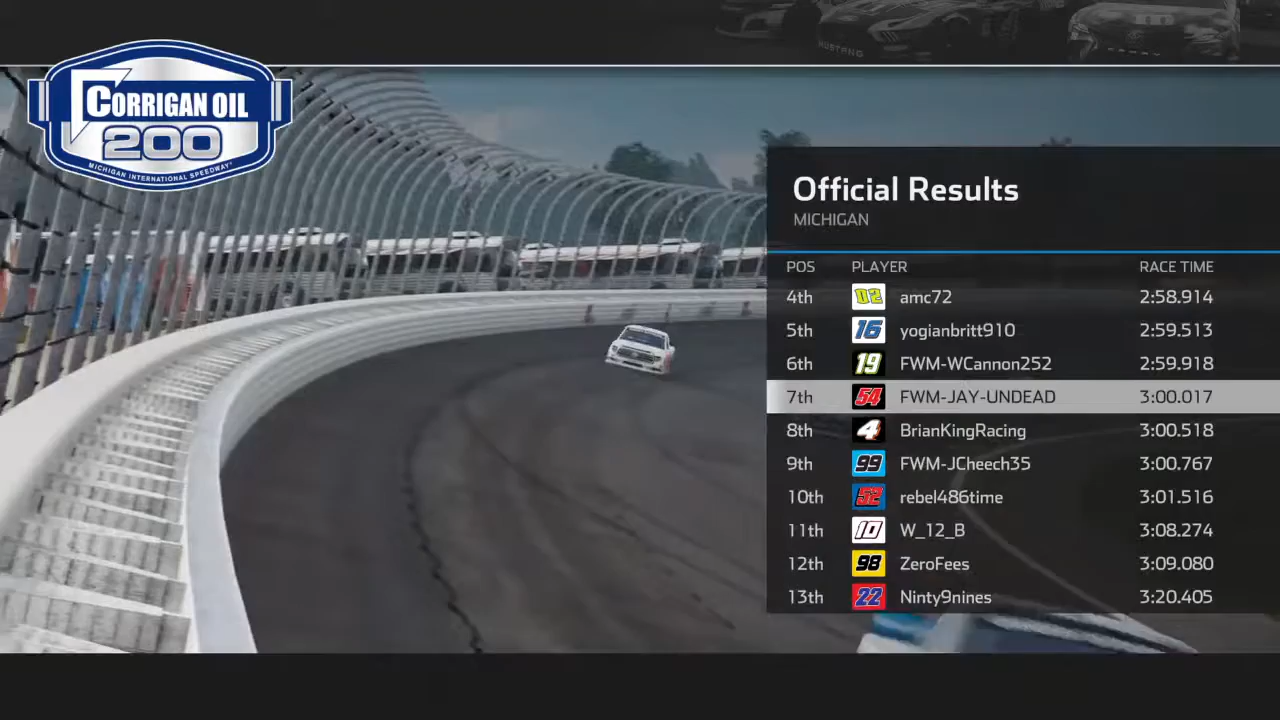 MUSTANG
CORRIGAN OIL
200
MICHIGAN INTERNATIONAL SPEEDWAY
Official Results
MICHIGAN
POS PLAYER RACE TIME
4th 02 amc72 2:58.914
5th 16 yogianbritt910 2:59.513
6th 19 FWM-WCannon252 2:59.918
7th 54 FWM-JAY-UNDEAD 3:00.017
8th 4 BrianKingRacing 3:00.518
9th 99 FWM-JCheech35 3:00.767
10th 52 rebel486time 3:01.516
11th 10 W_12_B 3:08.274
12th 98 ZeroFees 3:09.080
13th 22 Ninty9nines 3:20.405